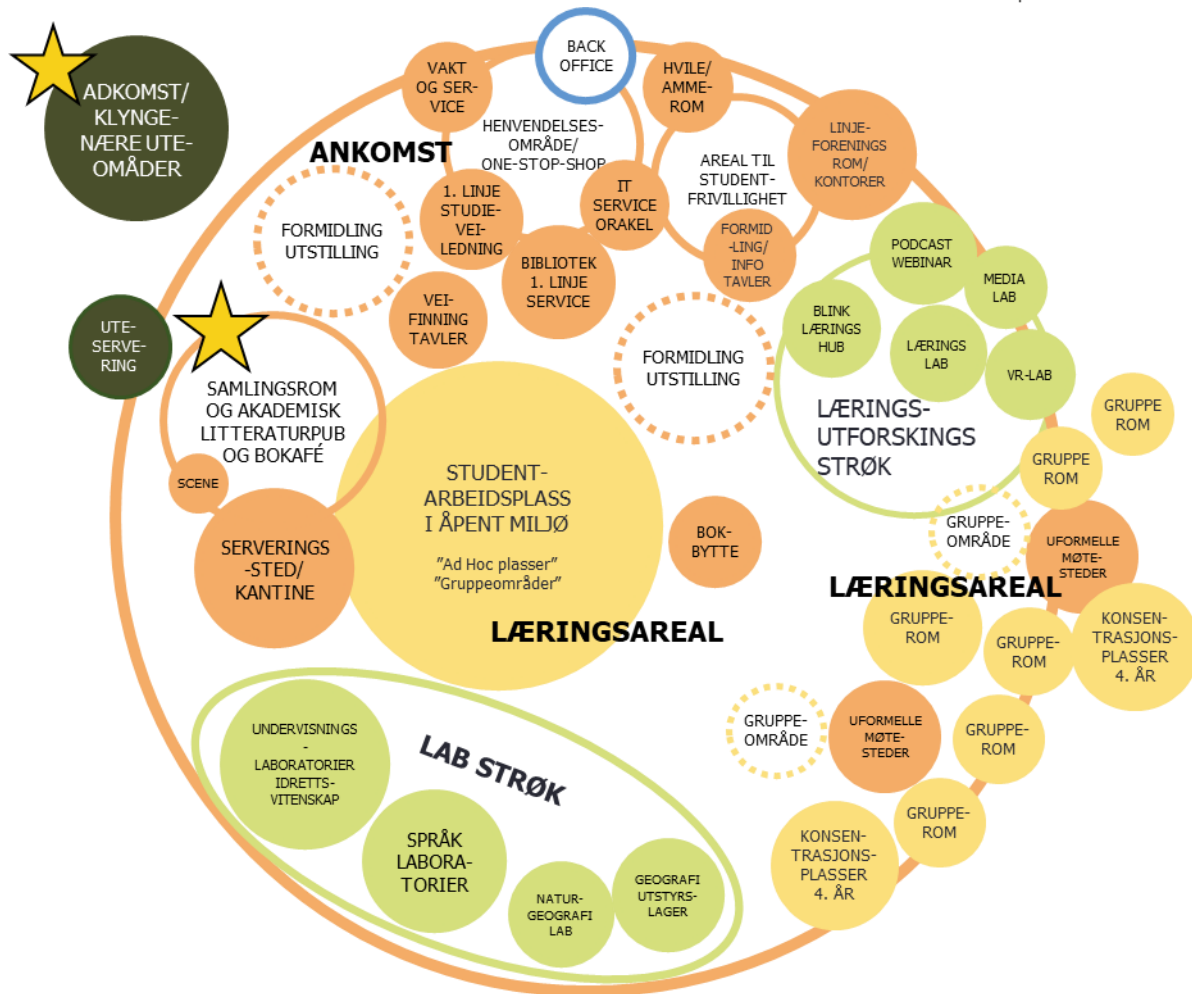 ADKOMST/
KLYNGE-
NÆRE UTE-
OMÅDER
VAKT
OG SER-
VICE
BACK
OFFICE
HVILE/
AMME-
ROM
ANKOMST
HENVENDELSES-
OMRÅDE/
ONE-STOP-SHOP
LINJE-
FORENINGS
ROM/
KONTORER
AREAL TIL
STUDENT-
FRIVILLIGHET
FORMIDLING
UTSTILLING
1. LINJE
STUDIE-
VEI-
LEDNING
IT
SERVICE
ORAKEL
FORMID
-LING/
INFO
TAVLER
BIBLIOTEK
1. LINJE
SERVICE
VEI-
FINNING
TAVLER
PODCAST
WEBINAR
MEDIA
LAB
BLINK
LÆRINGS
HUB
LÆRINGS
LAB
VR-LAB
UTE-
SERVE-
RING
FORMIDLING
UTSTILLING
SAMLINGSROM
OG AKADEMISK
LITTERATURPUB
OG BOKAFÉ
LÆRINGS-
UTFORSKINGS
STRØK
GRUPPE
ROM
GRUPPE
ROM
SCENE
STUDENT-
ARBEIDSPLASS
I ÅPENT MILJØ
"Ad Hoc plasser"
"Gruppeområder"
BOK-
BYTTE
GRUPPE-
OMRÅDE
UFORMELLE
MØTE-
STEDER
SERVERINGS
-STED/
KANTINE
LÆRINGSAREAL
LÆRINGSAREAL
GRUPPE-
ROM
GRUPPE-
ROM
KONSEN-
TRASJONS-
PLASSER
4. ÅR
GRUPPE-
OMRÅDE
UFORMELLE
MØTE-
STEDER
GRUPPE-
ROM
GRUPPE-
ROM
KONSEN-
TRASJONS-
PLASSER
4. ÅR
UNDERVISNINGS
-
LABORATORIER
IDRETTS-
VITENSKAP
LAB STRØK
SPRÅK
LABORA-
TORIER
NATUR-
GEOGRAFI
LAB
GEOGRAFI
UTSTYRS-
LAGER